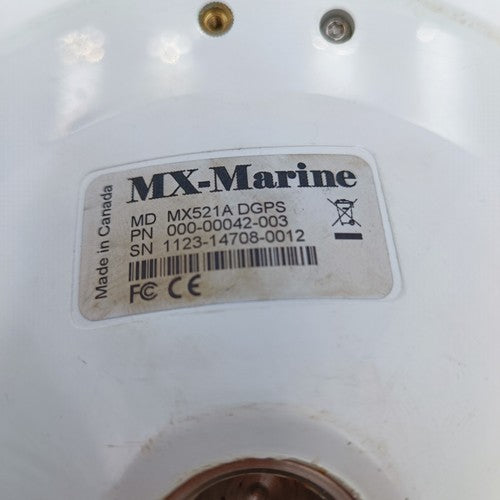 MX-Marine
Made in Canada
MD MX521A DGPS
PN 000-00042-003
SN 1123-14708-0012
FC CE